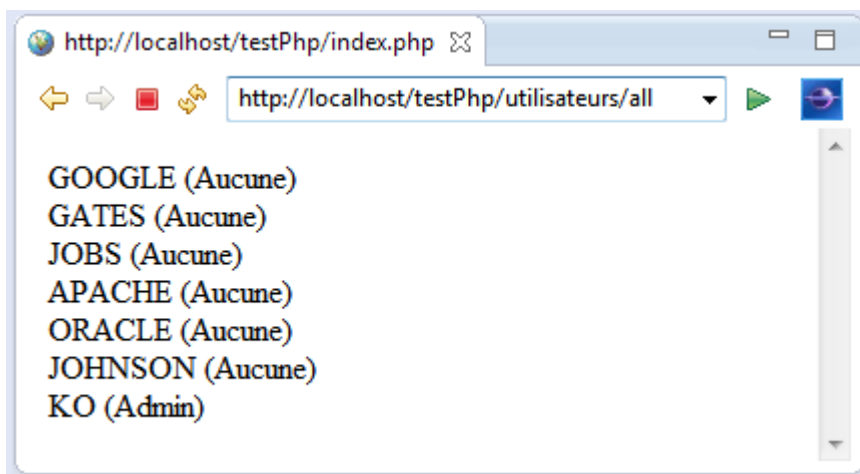 http://localhost/testPhp/index.php
http://localhost/testPhp/utilisateurs/all
GOOGLE (Aucune)
GATES (Aucune)
JOBS (Aucune)
APACHE (Aucune)
ORACLE (Aucune)
JOHNSON (Aucune)
KO (Admin)